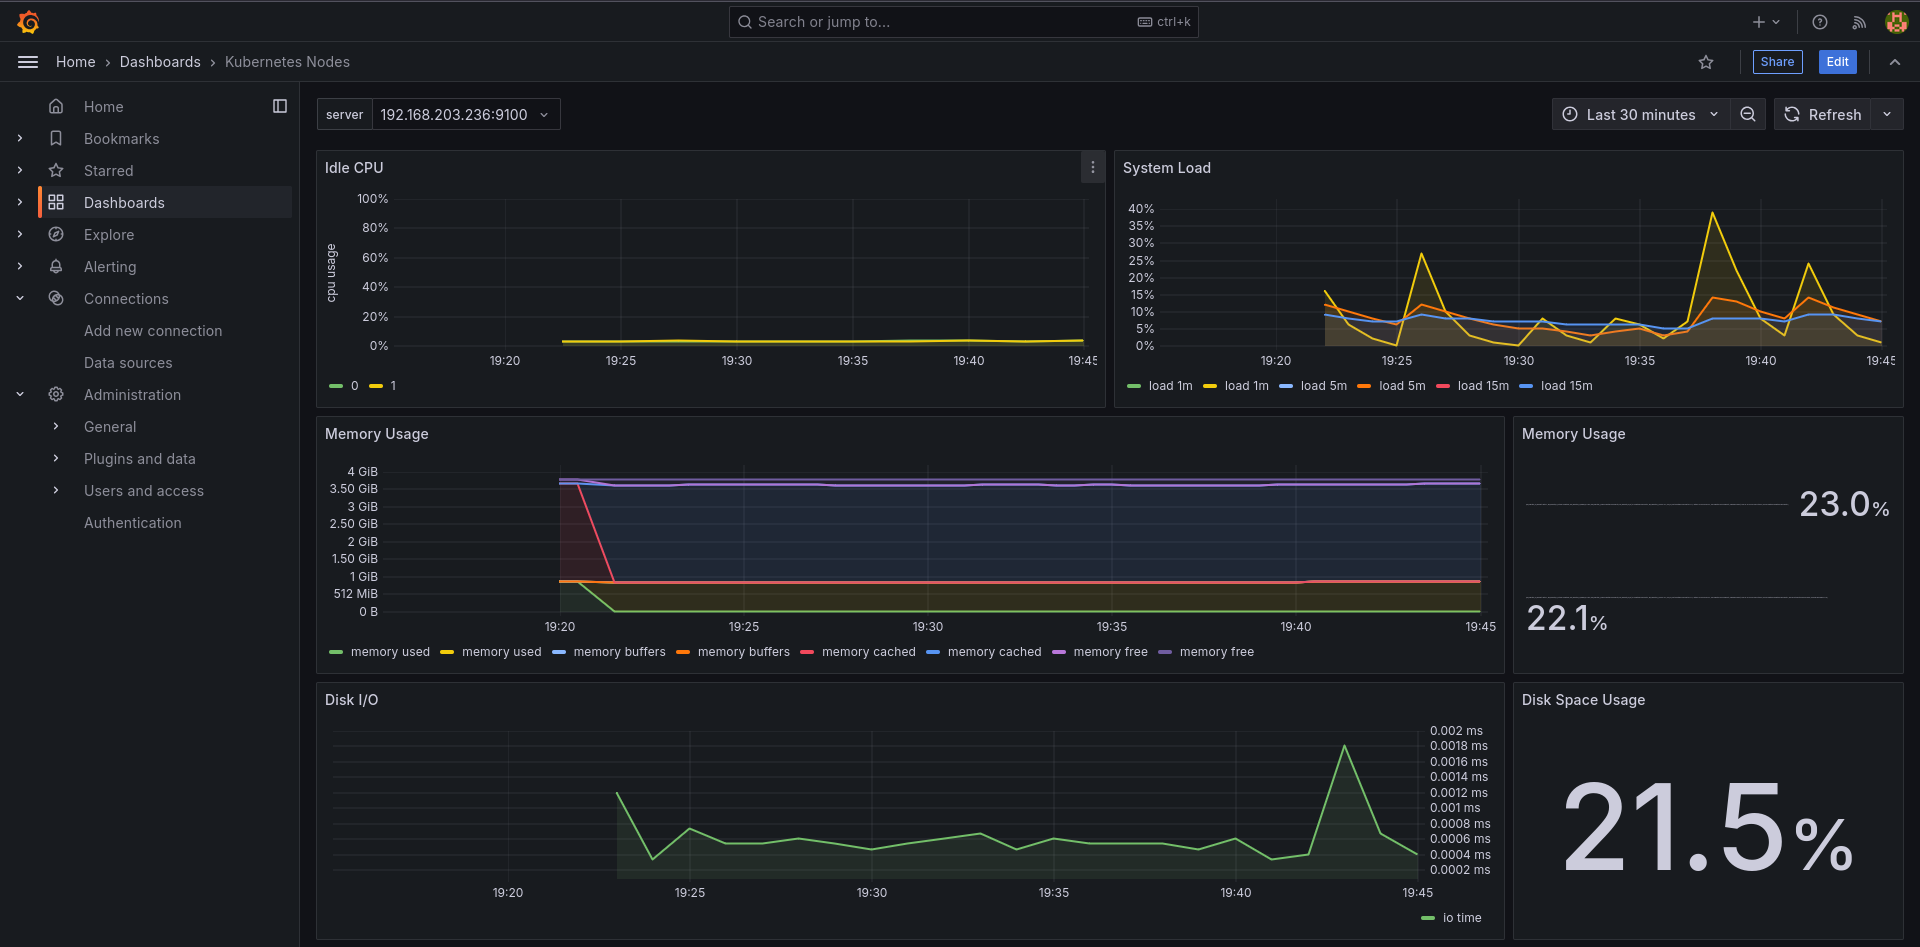 Search or jump to...
ctrl+k
Home › Dashboards › Kubernetes Nodes
Share
Edit
Home
Bookmarks
Starred
Dashboards
Explore
Alerting
Connections
Add new connection
Data sources
Administration
General
Plugins and data
Users and access
Authentication
server 192.168.203.236:9100
Last 30 minutes
Refresh
Idle CPU
cpu usage
100%
80%
60%
40%
20%
0%
19:20 19:25 19:30 19:35 19:40 19:45
0 1
System Load
40%
35%
30%
25%
20%
15%
10%
5%
0%
19:20 19:25 19:30 19:35 19:40 19:45
load 1m load 1m load 5m load 5m load 15m load 15m
Memory Usage
4 GiB
3.50 GiB
3 GiB
2.50 GiB
2 GiB
1.50 GiB
1 GiB
512 MiB
0 B
19:20 19:25 19:30 19:35 19:40 19:45
memory used memory used memory buffers memory buffers memory cached memory cached memory free memory free
Memory Usage
23.0%
22.1%
Disk I/O
0.002 ms
0.0018 ms
0.0016 ms
0.0014 ms
0.0012 ms
0.001 ms
0.0008 ms
0.0006 ms
0.0004 ms
0.0002 ms
19:20 19:25 19:30 19:35 19:40 19:45
io time
Disk Space Usage
21.5%